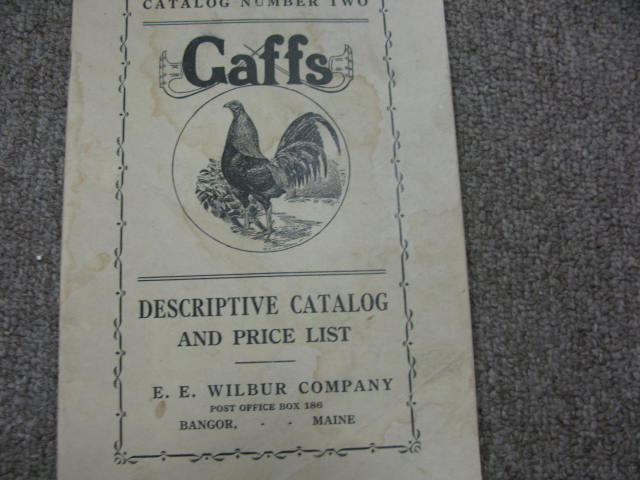 CATALOG NUMBER TWO
Gaffs
DESCRIPTIVE CATALOG
AND PRICE LIST
E. E. WILBUR COMPANY
POST OFFICE BOX 186
BANGOR, - - MAINE